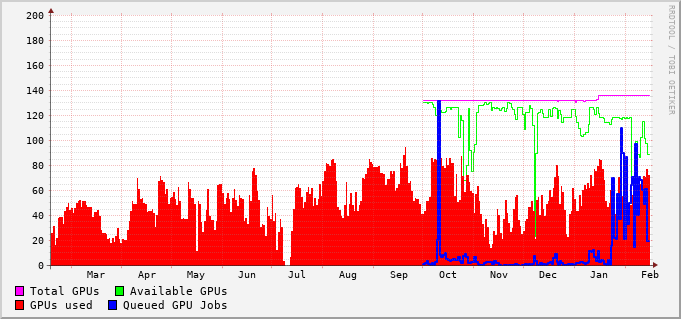 200
180
160
140
120
100
80
60
40
20
0
Mar Apr May Jun Jul Aug Sep Oct Nov Dec Jan Feb
Total GPUs Available GPUs
GPUs used Queued GPU Jobs
RRDTOOL / TOBI OETIKER